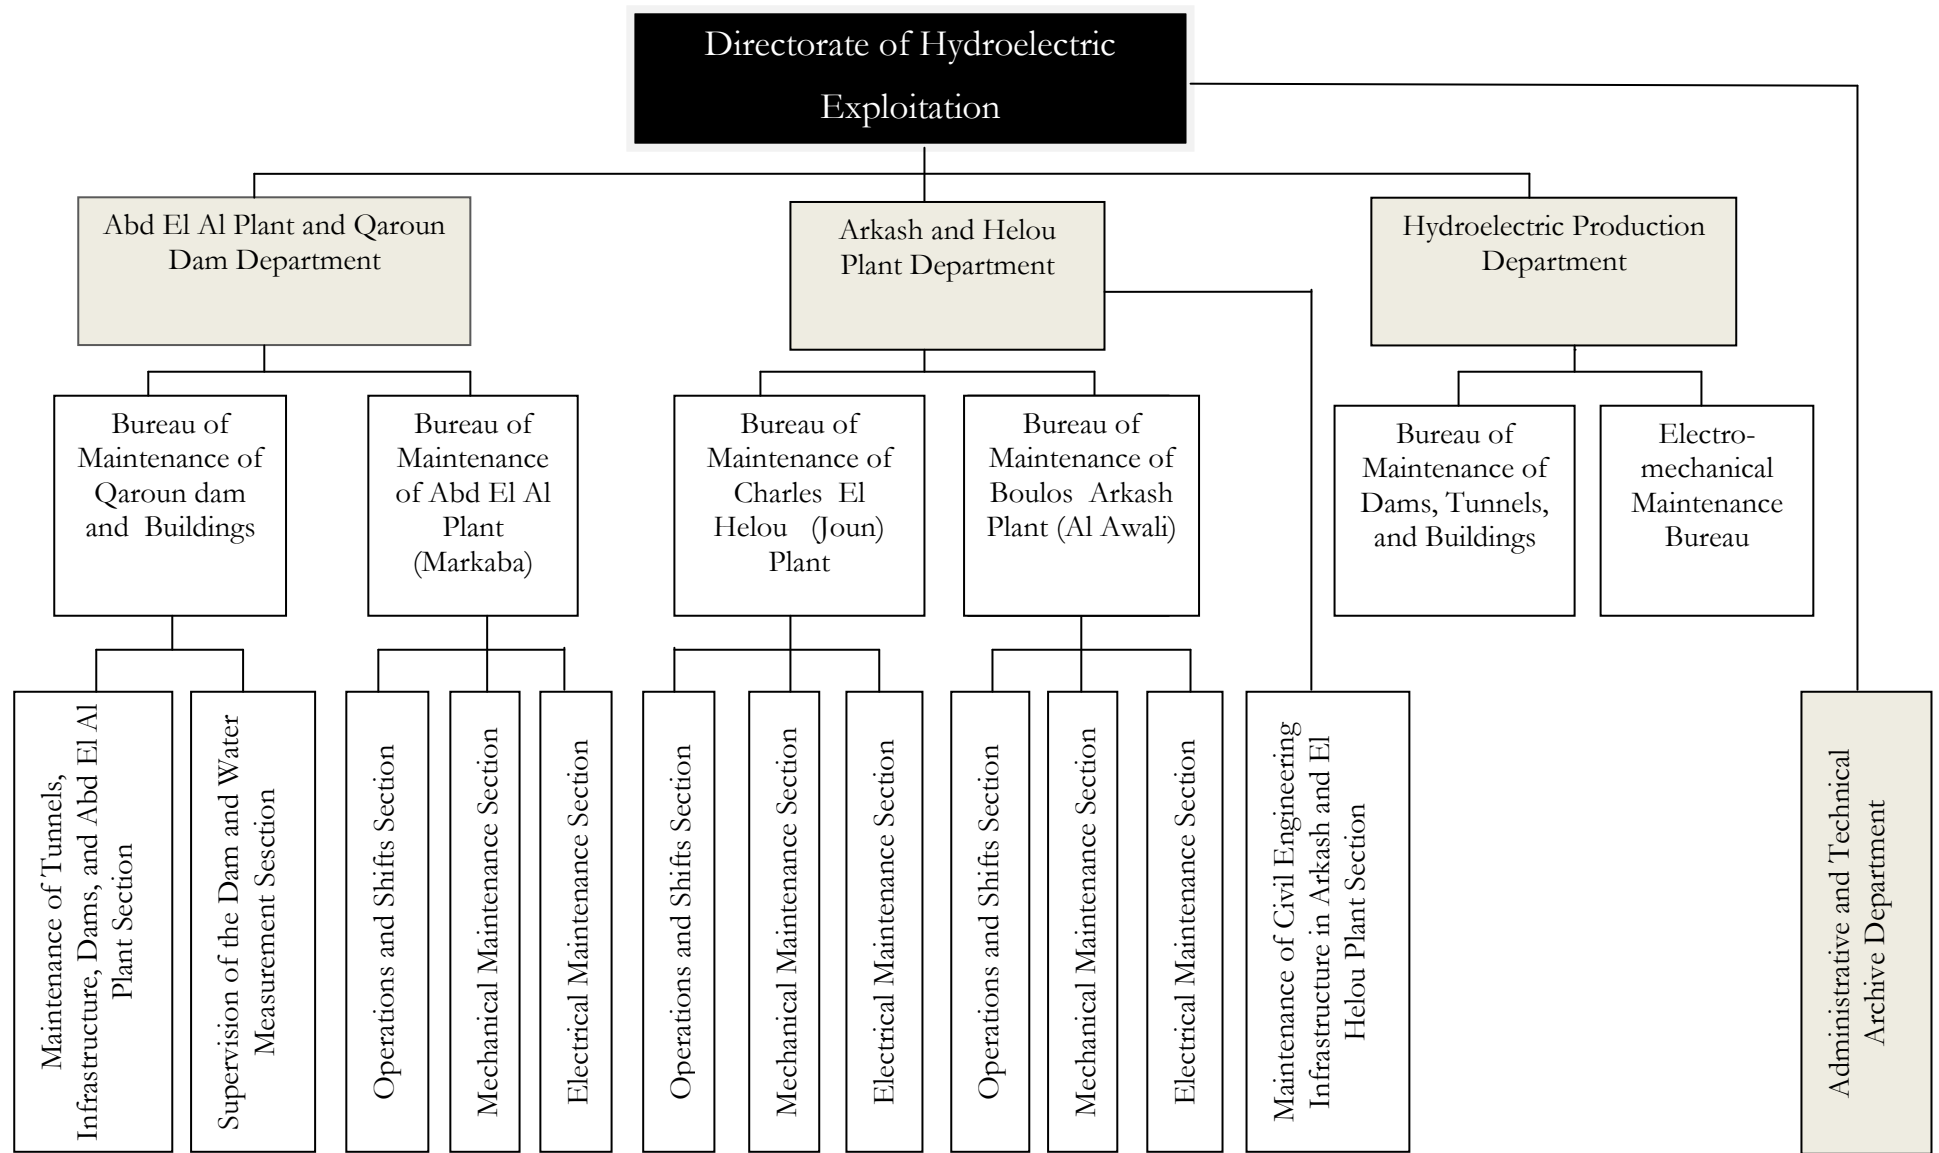 Directorate of Hydroelectric
Exploitation
Abd El Al Plant and Qaroun
Dam Department
Arkash and Helou
Plant Department
Hydroelectric Production
Department
Bureau of
Maintenance of
Qaroun dam
and Buildings
Bureau of
Maintenance
of Abd El Al
Plant
(Markaba)
Bureau of
Maintenance of
Charles El
Helou (Joun)
Plant
Bureau of
Maintenance of
Boulos Arkash
Plant (Al Awali)
Bureau of
Maintenance of
Dams, Tunnels,
and Buildings
Electro-
mechanical
Maintenance
Bureau
Maintenance of Tunnels,
Infrastructure, Dams, and Abd El Al
Plant Section
Supervision of the Dam and Water
Measurement Sesction
Operations and Shifts Section
Mechanical Maintenance Section
Electrical Maintenance Section
Operations and Shifts Section
Mechanical Maintenance Section
Electrical Maintenance Section
Operations and Shifts Section
Mechanical Maintenance Section
Electrical Maintenance Section
Maintenance of Civil Engineering
Infrastructure in Arkash and El
Helou Plant Section
Administrative and Technical
Archive Department